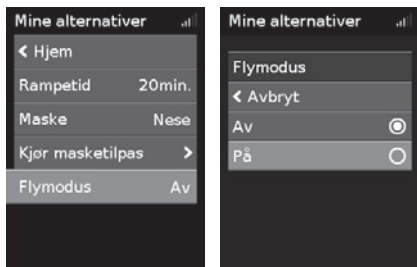 Mine alternativer
Hjem
Rampetid 20min.
Maske Nese
Kjør masketilpas
Flymodus Av
Mine alternativer
Flymodus
Avbryt
Av
På